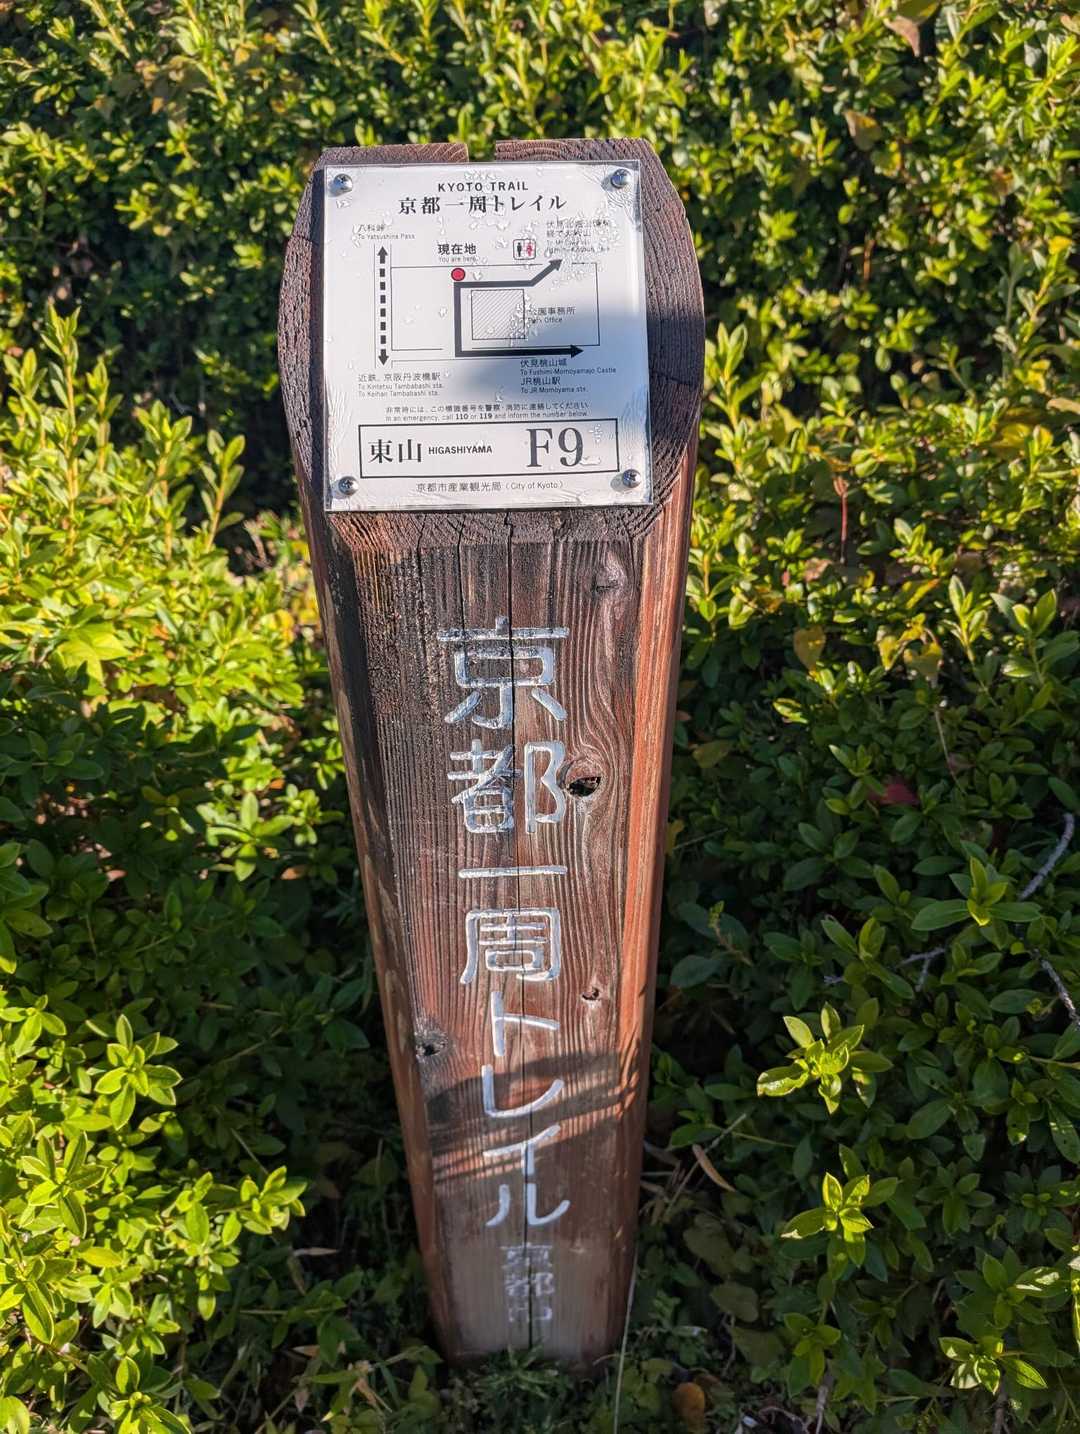 KYOTO TRAIL
京都一周トレイル
八科峠
To Yatsushina Pass
現在地
You are here
公園事務所
Park Office
伏見桃山城
To Fushimi-Momoyamajo Castle
JR桃山駅
To JR Momoyama sta.
近鉄、京阪丹波橋駅
To Kintetsu Tambabashi sta.
To Keihan Tambabashi sta.
非常時には、この標識番号を警察・消防に連絡してください
In an emergency, call 110 or 119 and inform the number below.
東山 HIGASHIYAMA F9
京都市産業観光局 (City of Kyoto)
京都一周トレイル
京都市